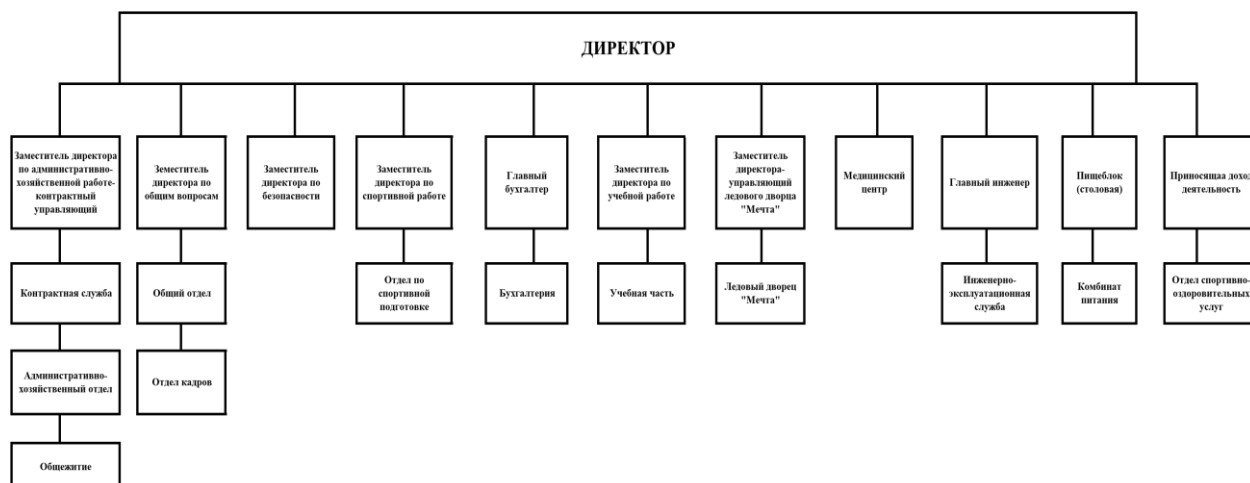 ДИРЕКТОР
Заместитель директора
по административно-
хозяйственной работе-
контрактный
управляющий
Земеститель
директора по
общим вопросам
Заместитель
директора по
безопасности
Заместитель
директора по
спортивной работе
Главный
бухгалтер
Заместитель
директора по
учебной работе
Заместитель
директора-
управляющий
ледового дворца
"Мечта"
Медицинский
центр
Главный инженер
Пищеблок
(столовая)
Приносящаа доход
деятельность
Контрактная служба
Общий отдел
Отдел по
спортивной
подготовке
Бухгалтерия
Учебная часть
Ледовый дворец
"Мечта"
Инженерно-
эксплуатационная
служба
Комбинат
питания
Отдел спортивно-
оздоровительных
услуг
Административно-
хозяйственный отдел
Отдел кадров
Общежитие